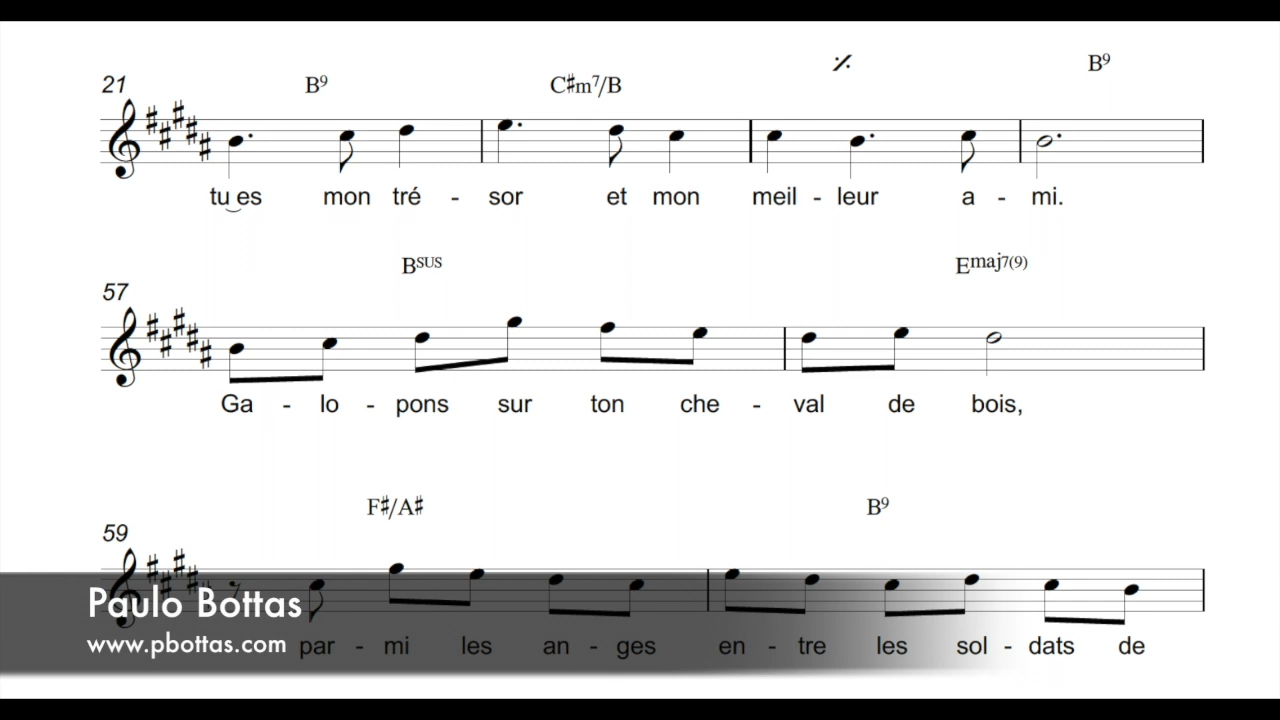 21 B9 C#m7/B B9
tu es mon tré - sor et mon meil - leur a - mi.
57 Bsus Emaj7(9)
Ga - lo - pons sur ton che - val de bois,
59 F#/A# B9
Paulo Bottas
www.pbottas.com
par - mi les an - ges en - tre les sol - dats de